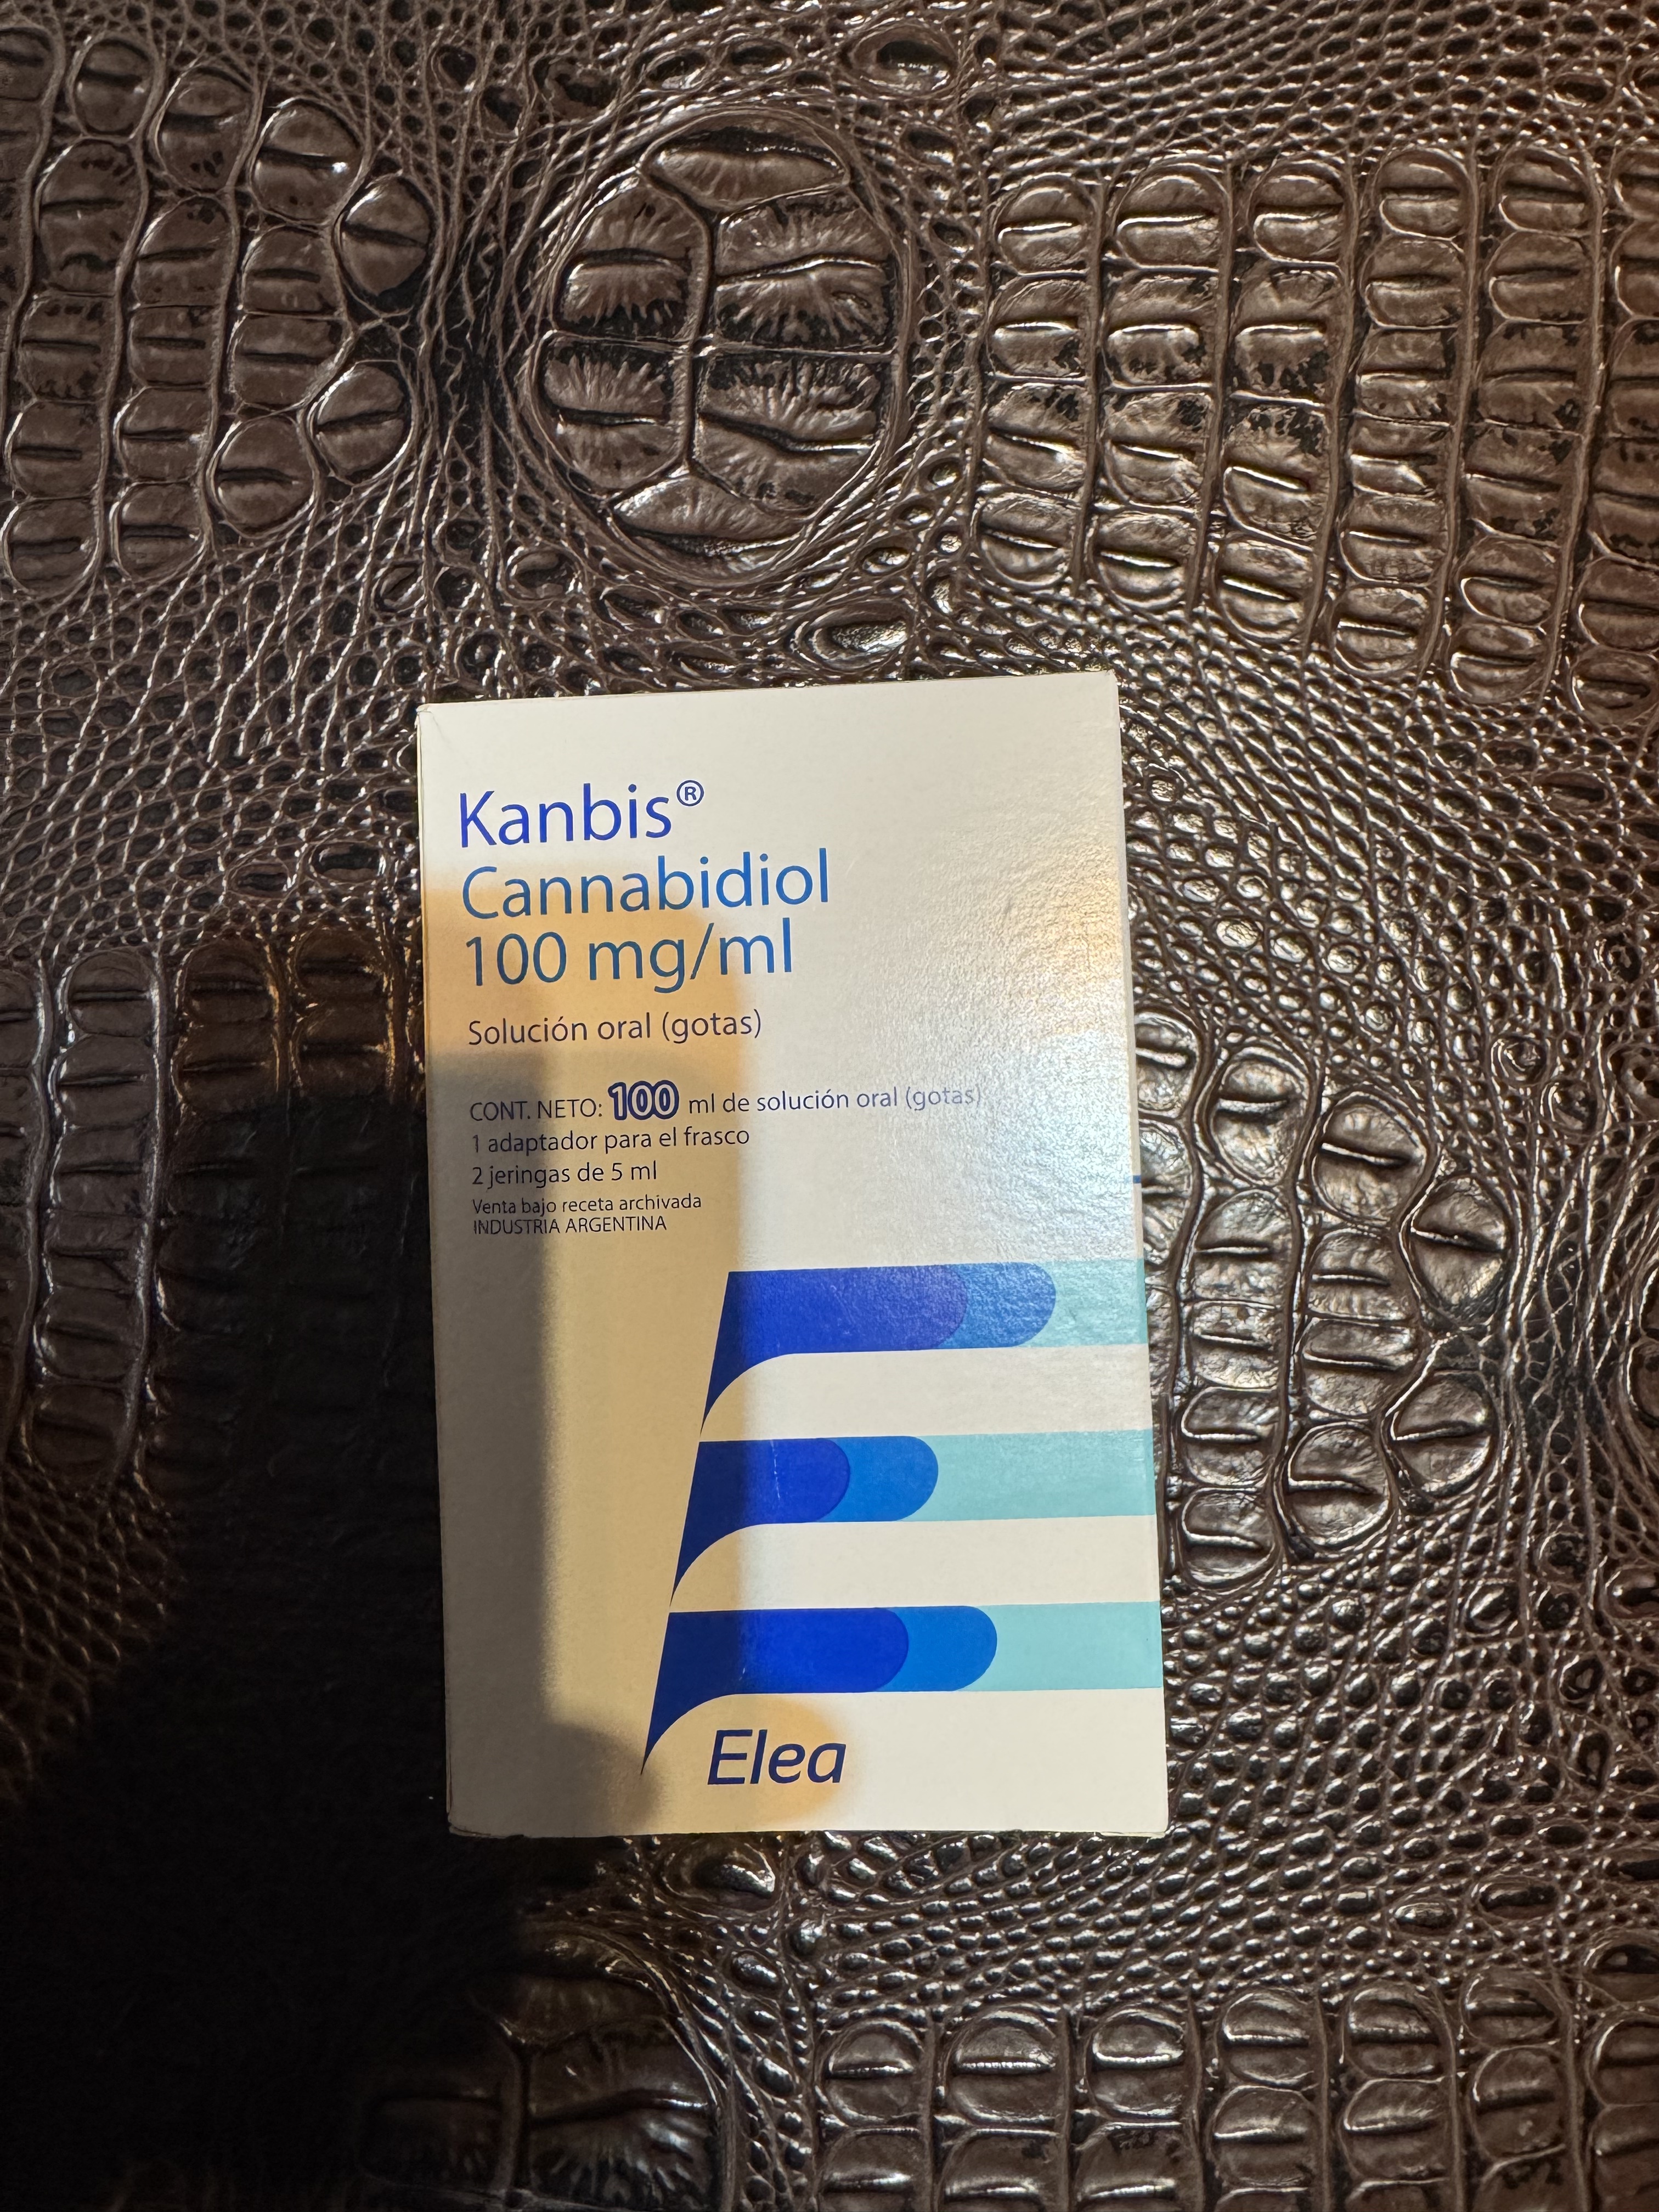 Kanbis®
Cannabidiol
100 mg/ml
Solución oral (gotas)
CONT. NETO: 100 ml de solución oral (gotas)
1 adaptador para el frasco
2 jeringas de 5 ml
Venta bajo receta archivada
INDUSTRIA ARGENTINA
Elea